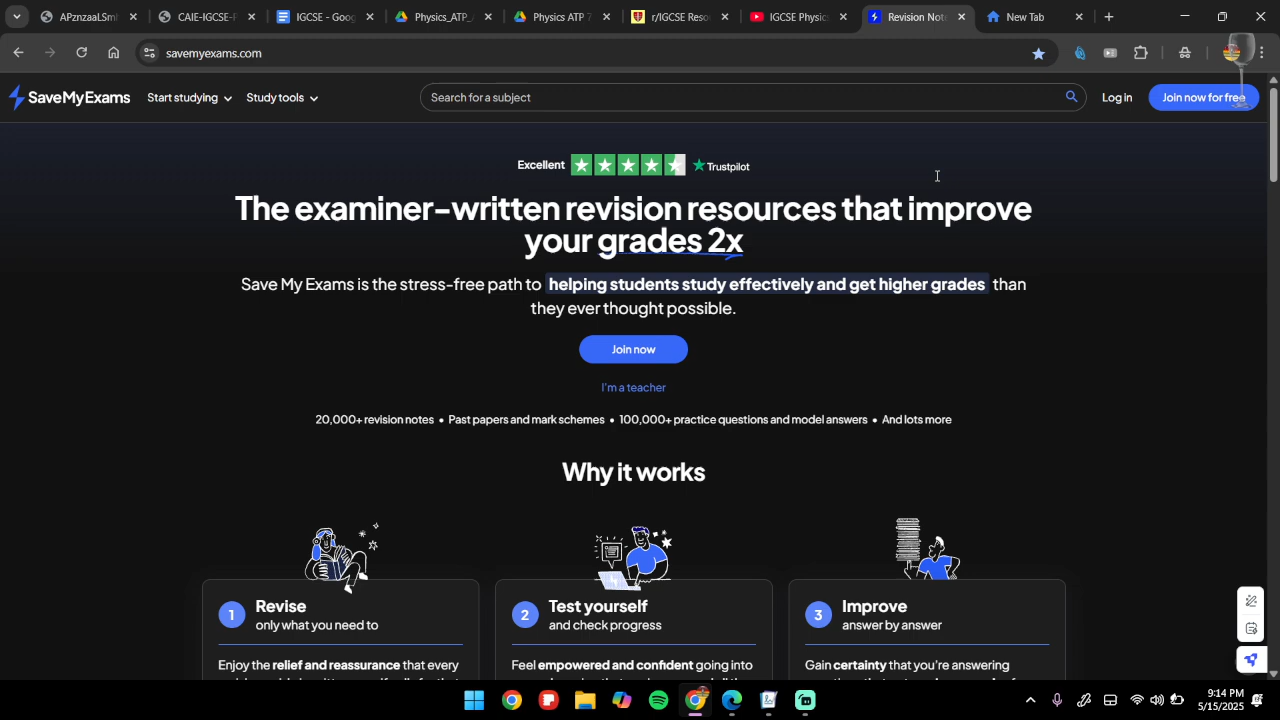 APznzaaLSml
CAIE-IGCSE-P
IGCSE - Goog
Physics_ATP_
Physics ATP 7
r/IGCSE Reso
IGCSE Physic
Revision Note
New Tab
savemyexams.com
SaveMyExams
Start studying
Study tools
Search for a subject
Log in
Join now for free
Excellent
Trustpilot
The examiner-written revision resources that improve
your grades 2x
Save My Exams is the stress-free path to helping students study effectively and get higher grades than
they ever thought possible.
Join now
I'm a teacher
20,000+ revision notes • Past papers and mark schemes • 100,000+ practice questions and model answers • And lots more
Why it works
1 Revise
only what you need to
2 Test yourself
and check progress
3 Improve
answer by answer
Enjoy the relief and reassurance that every
Feel empowered and confident going into
Gain certainty that you're answering
9:14 PM
5/15/2025